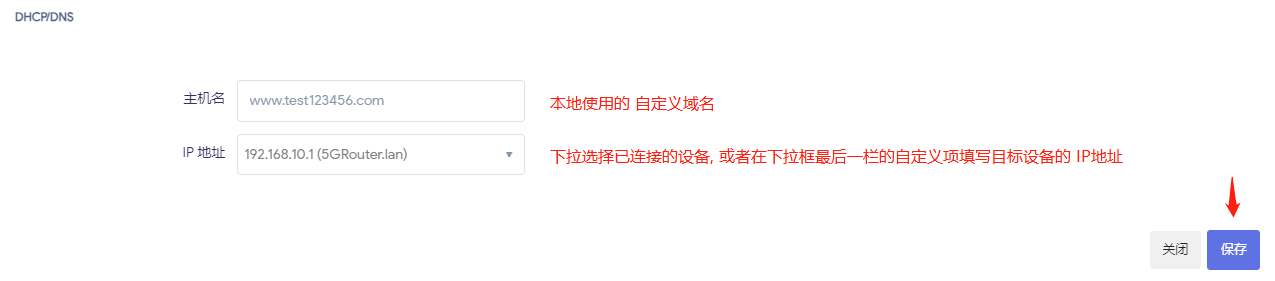 DHCP/DNS
主机名 www.test123456.com 本地使用的 自定义域名
IP 地址 192.168.10.1 (5GRouter.lan) 下拉选择已连接的设备, 或者在下拉框最后一栏的自定义项填写目标设备的 IP地址
关闭 保存